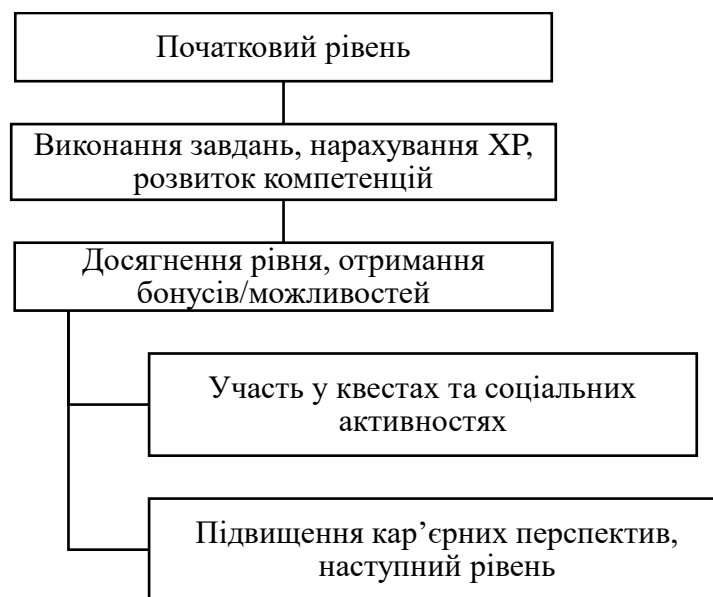 Початковий рівень
Виконання завдань, нарахування XP,
розвиток компетенцій
Досягнення рівня, отримання
бонусів/можливостей
Участь у квестах та соціальних
активностях
Підвищення кар’єрних перспектив,
наступний рівень